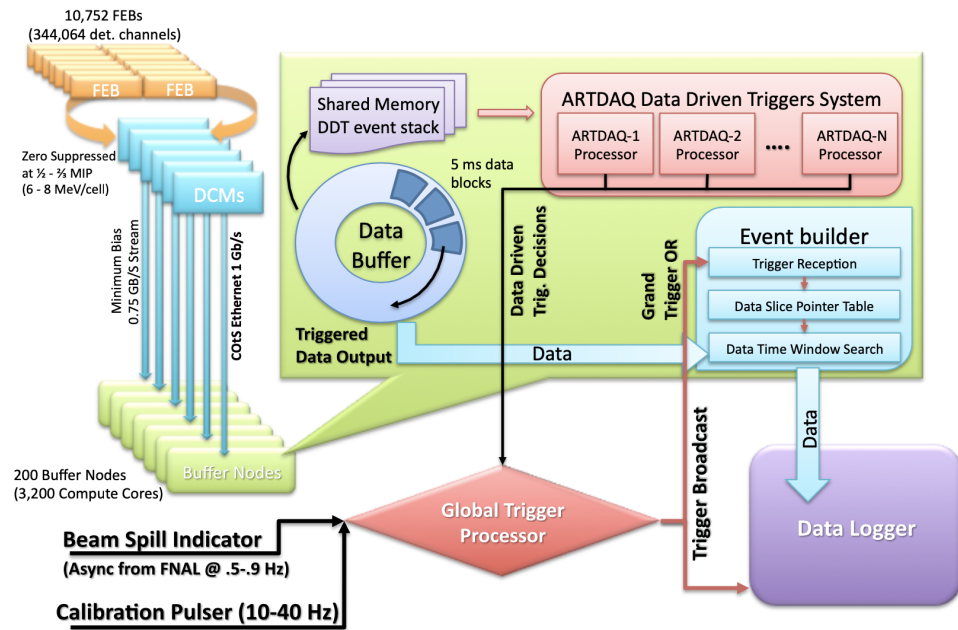 10,752 FEBs
(344,064 det. channels)
FEB FEB
Zero Suppressed
at ½ - ⅔ MIP
(6 - 8 MeV/cell)
DCMs
Minimum Bias
0.75 GB/S Stream
COtS Ethernet 1 Gb/s
Buffer Nodes
200 Buffer Nodes
(3,200 Compute Cores)
Shared Memory
DDT event stack
5 ms data
blocks
Data
Buffer
Triggered
Data Output
Data
ARTDAQ Data Driven Triggers System
ARTDAQ-1
Processor
ARTDAQ-2
Processor
....
ARTDAQ-N
Processor
Data Driven
Trig. Decisions
Grand
Trigger OR
Event builder
Trigger Reception
Data Slice Pointer Table
Data Time Window Search
Data
Trigger Broadcast
Global Trigger
Processor
Data Logger
Beam Spill Indicator
(Async from FNAL @ .5-.9 Hz)
Calibration Pulser (10-40 Hz)